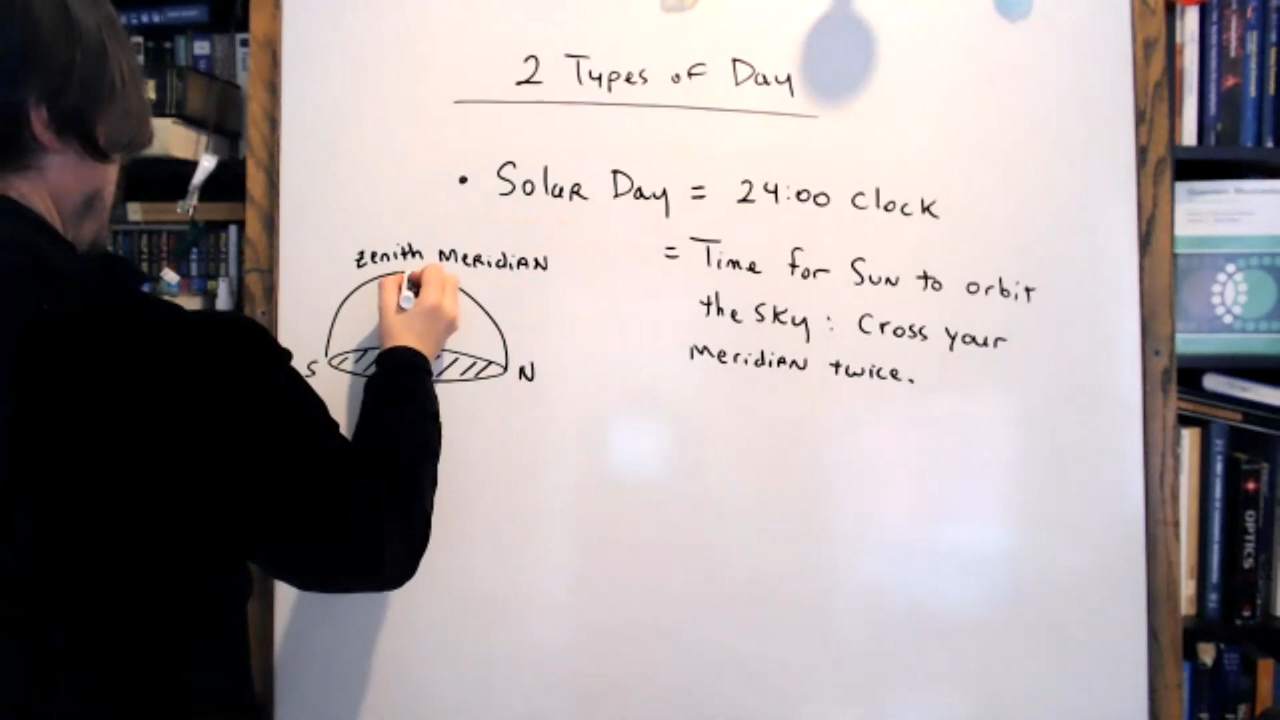 2 Types of Day
• Solar Day = 24:00 Clock
= Time for Sun to orbit
the sky : Cross your
Meridian twice.
Zenith Meridian
S
N
OPTICS